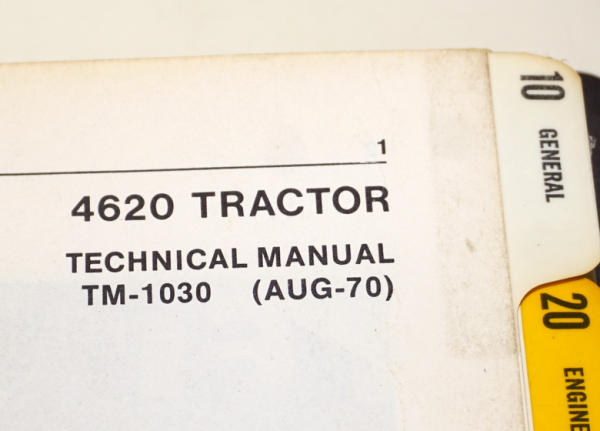 1
4620 TRACTOR
TECHNICAL MANUAL
TM-1030 (AUG-70)
10
GENERAL
20
ENGINE